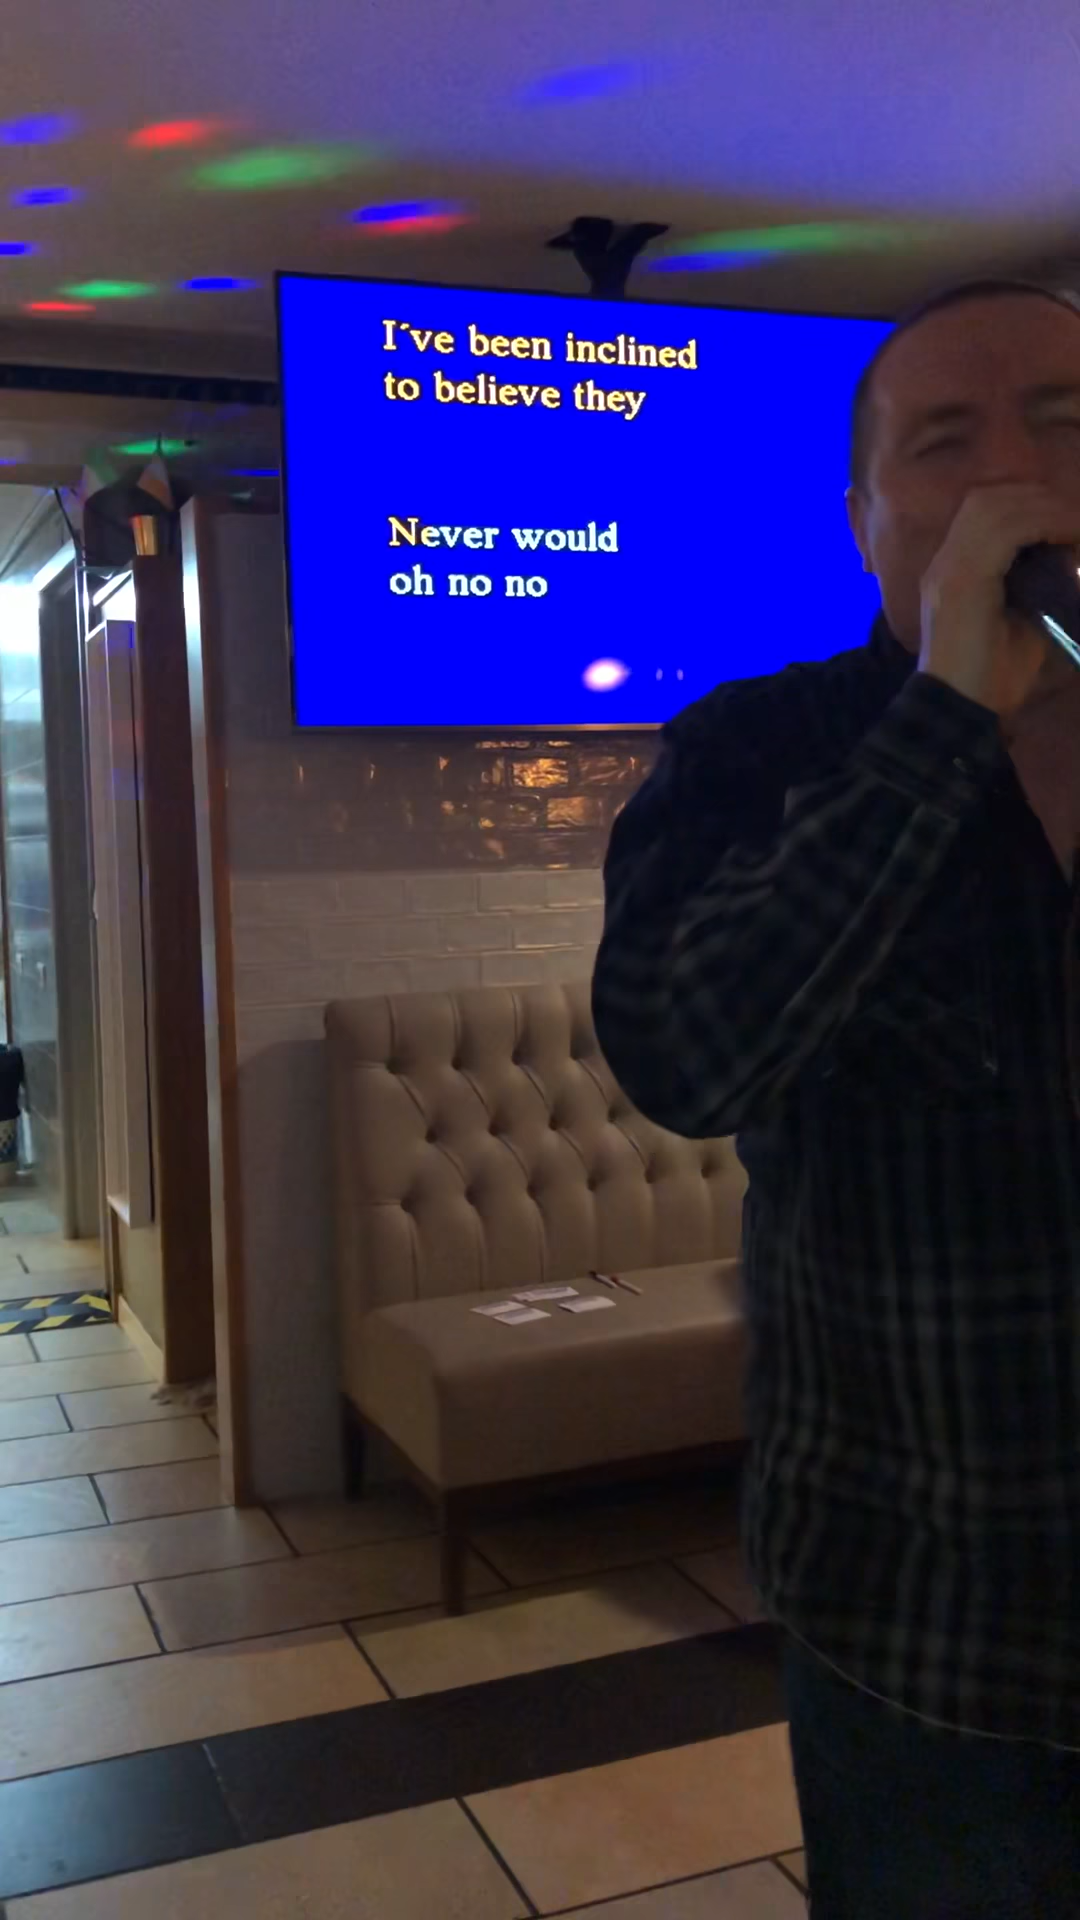 I´ve been inclined
to believe they
Never would
oh no no